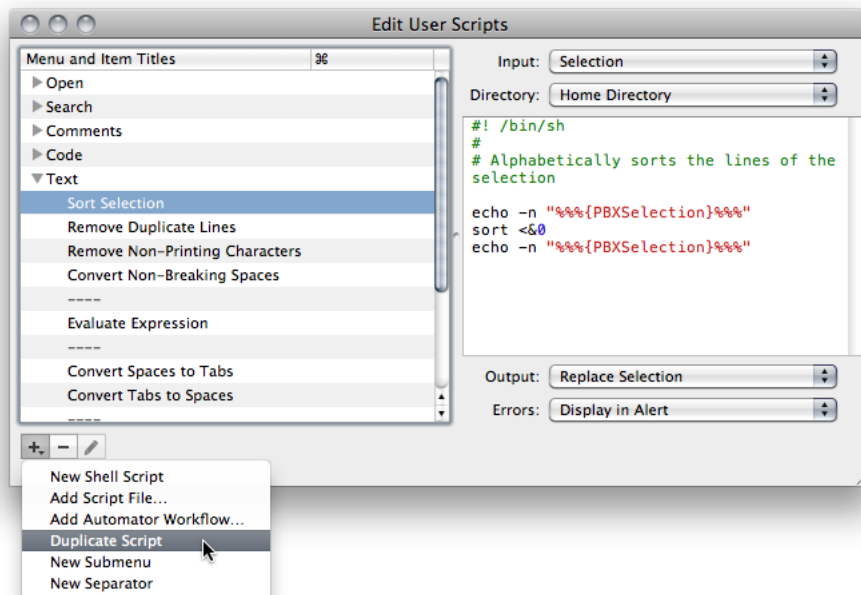 Edit User Scripts
Menu and Item Titles ⌘
Open
Search
Comments
Code
Text
Sort Selection
Remove Duplicate Lines
Remove Non-Printing Characters
Convert Non-Breaking Spaces
----
Evaluate Expression
----
Convert Spaces to Tabs
Convert Tabs to Spaces
----
Input: Selection
Directory: Home Directory
#! /bin/sh
#
# Alphabetically sorts the lines of the
selection
echo -n "%%%{PBXSelection}%%%"
sort <&0
echo -n "%%%{PBXSelection}%%%"
Output: Replace Selection
Errors: Display in Alert
New Shell Script
Add Script File...
Add Automator Workflow...
Duplicate Script
New Submenu
New Separator